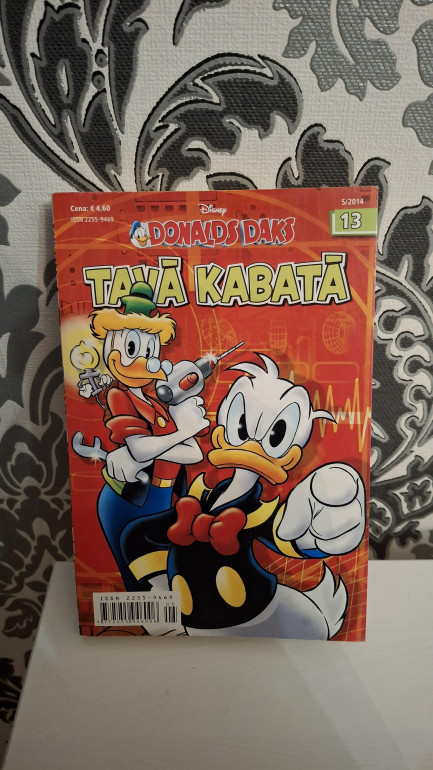 Cena: € 4,60
ISSN 2255-9469
5/2014
13
Disney
DONALDS DAKS
TAVĀ KABATĀ
ISSN 2255-9469